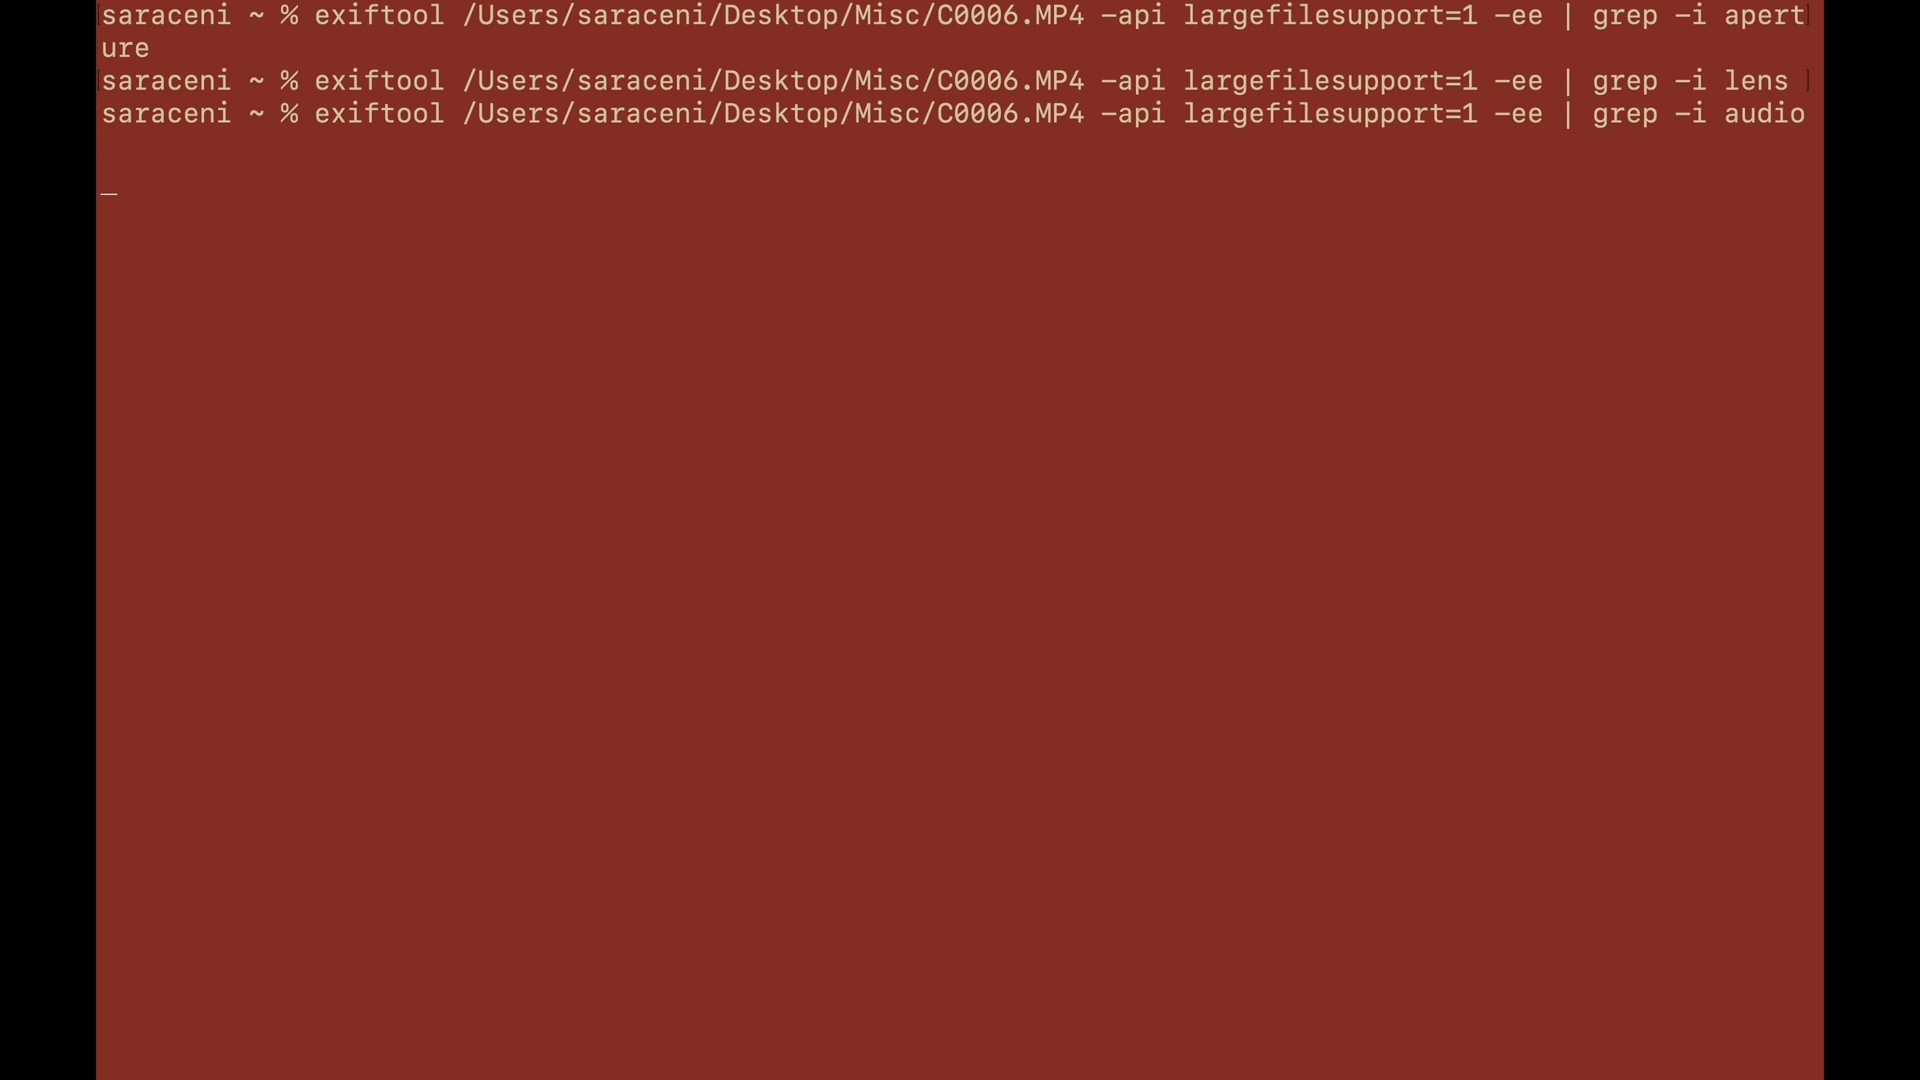 saraceni ~ % exiftool /Users/saraceni/Desktop/Misc/C0006.MP4 -api largefilesupport=1 -ee | grep -i apert
ure
saraceni ~ % exiftool /Users/saraceni/Desktop/Misc/C0006.MP4 -api largefilesupport=1 -ee | grep -i lens
saraceni ~ % exiftool /Users/saraceni/Desktop/Misc/C0006.MP4 -api largefilesupport=1 -ee | grep -i audio